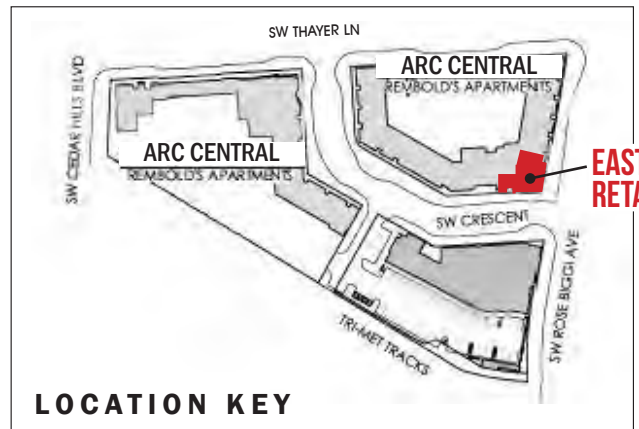 SW THAYER LN
SW CEDAR HILLS BLVD
ARC CENTRAL
REMBOLD'S APARTMENTS
ARC CENTRAL
REMBOLD'S APARTMENTS
EAST
RETA
SW CRESCENT
SW ROSE BIGGI AVE
TRI-MET TRACKS
LOCATION KEY